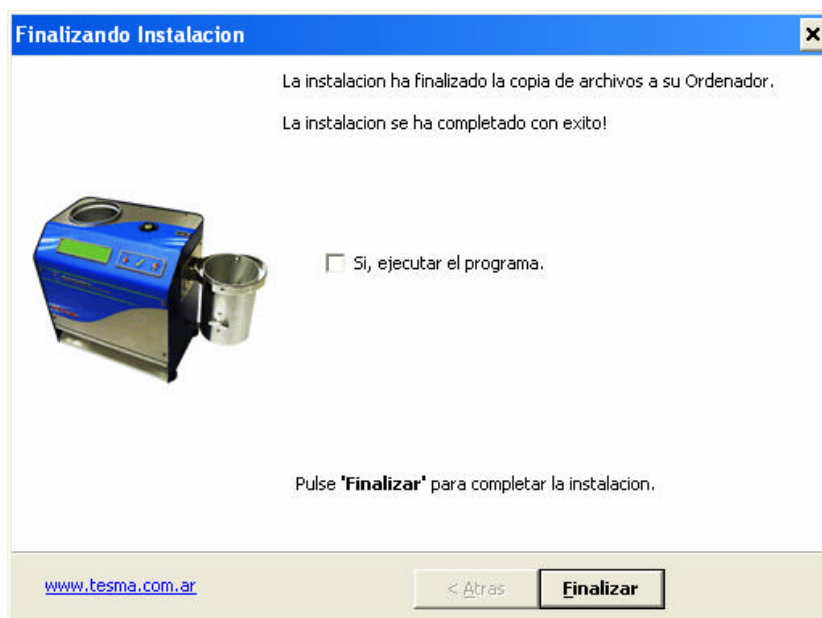 Finalizando Instalacion
La instalacion ha finalizado la copia de archivos a su Ordenador.
La instalacion se ha completado con exito!
Si, ejecutar el programa.
Pulse 'Finalizar' para completar la instalacion.
www.tesma.com.ar
< Atras
Finalizar